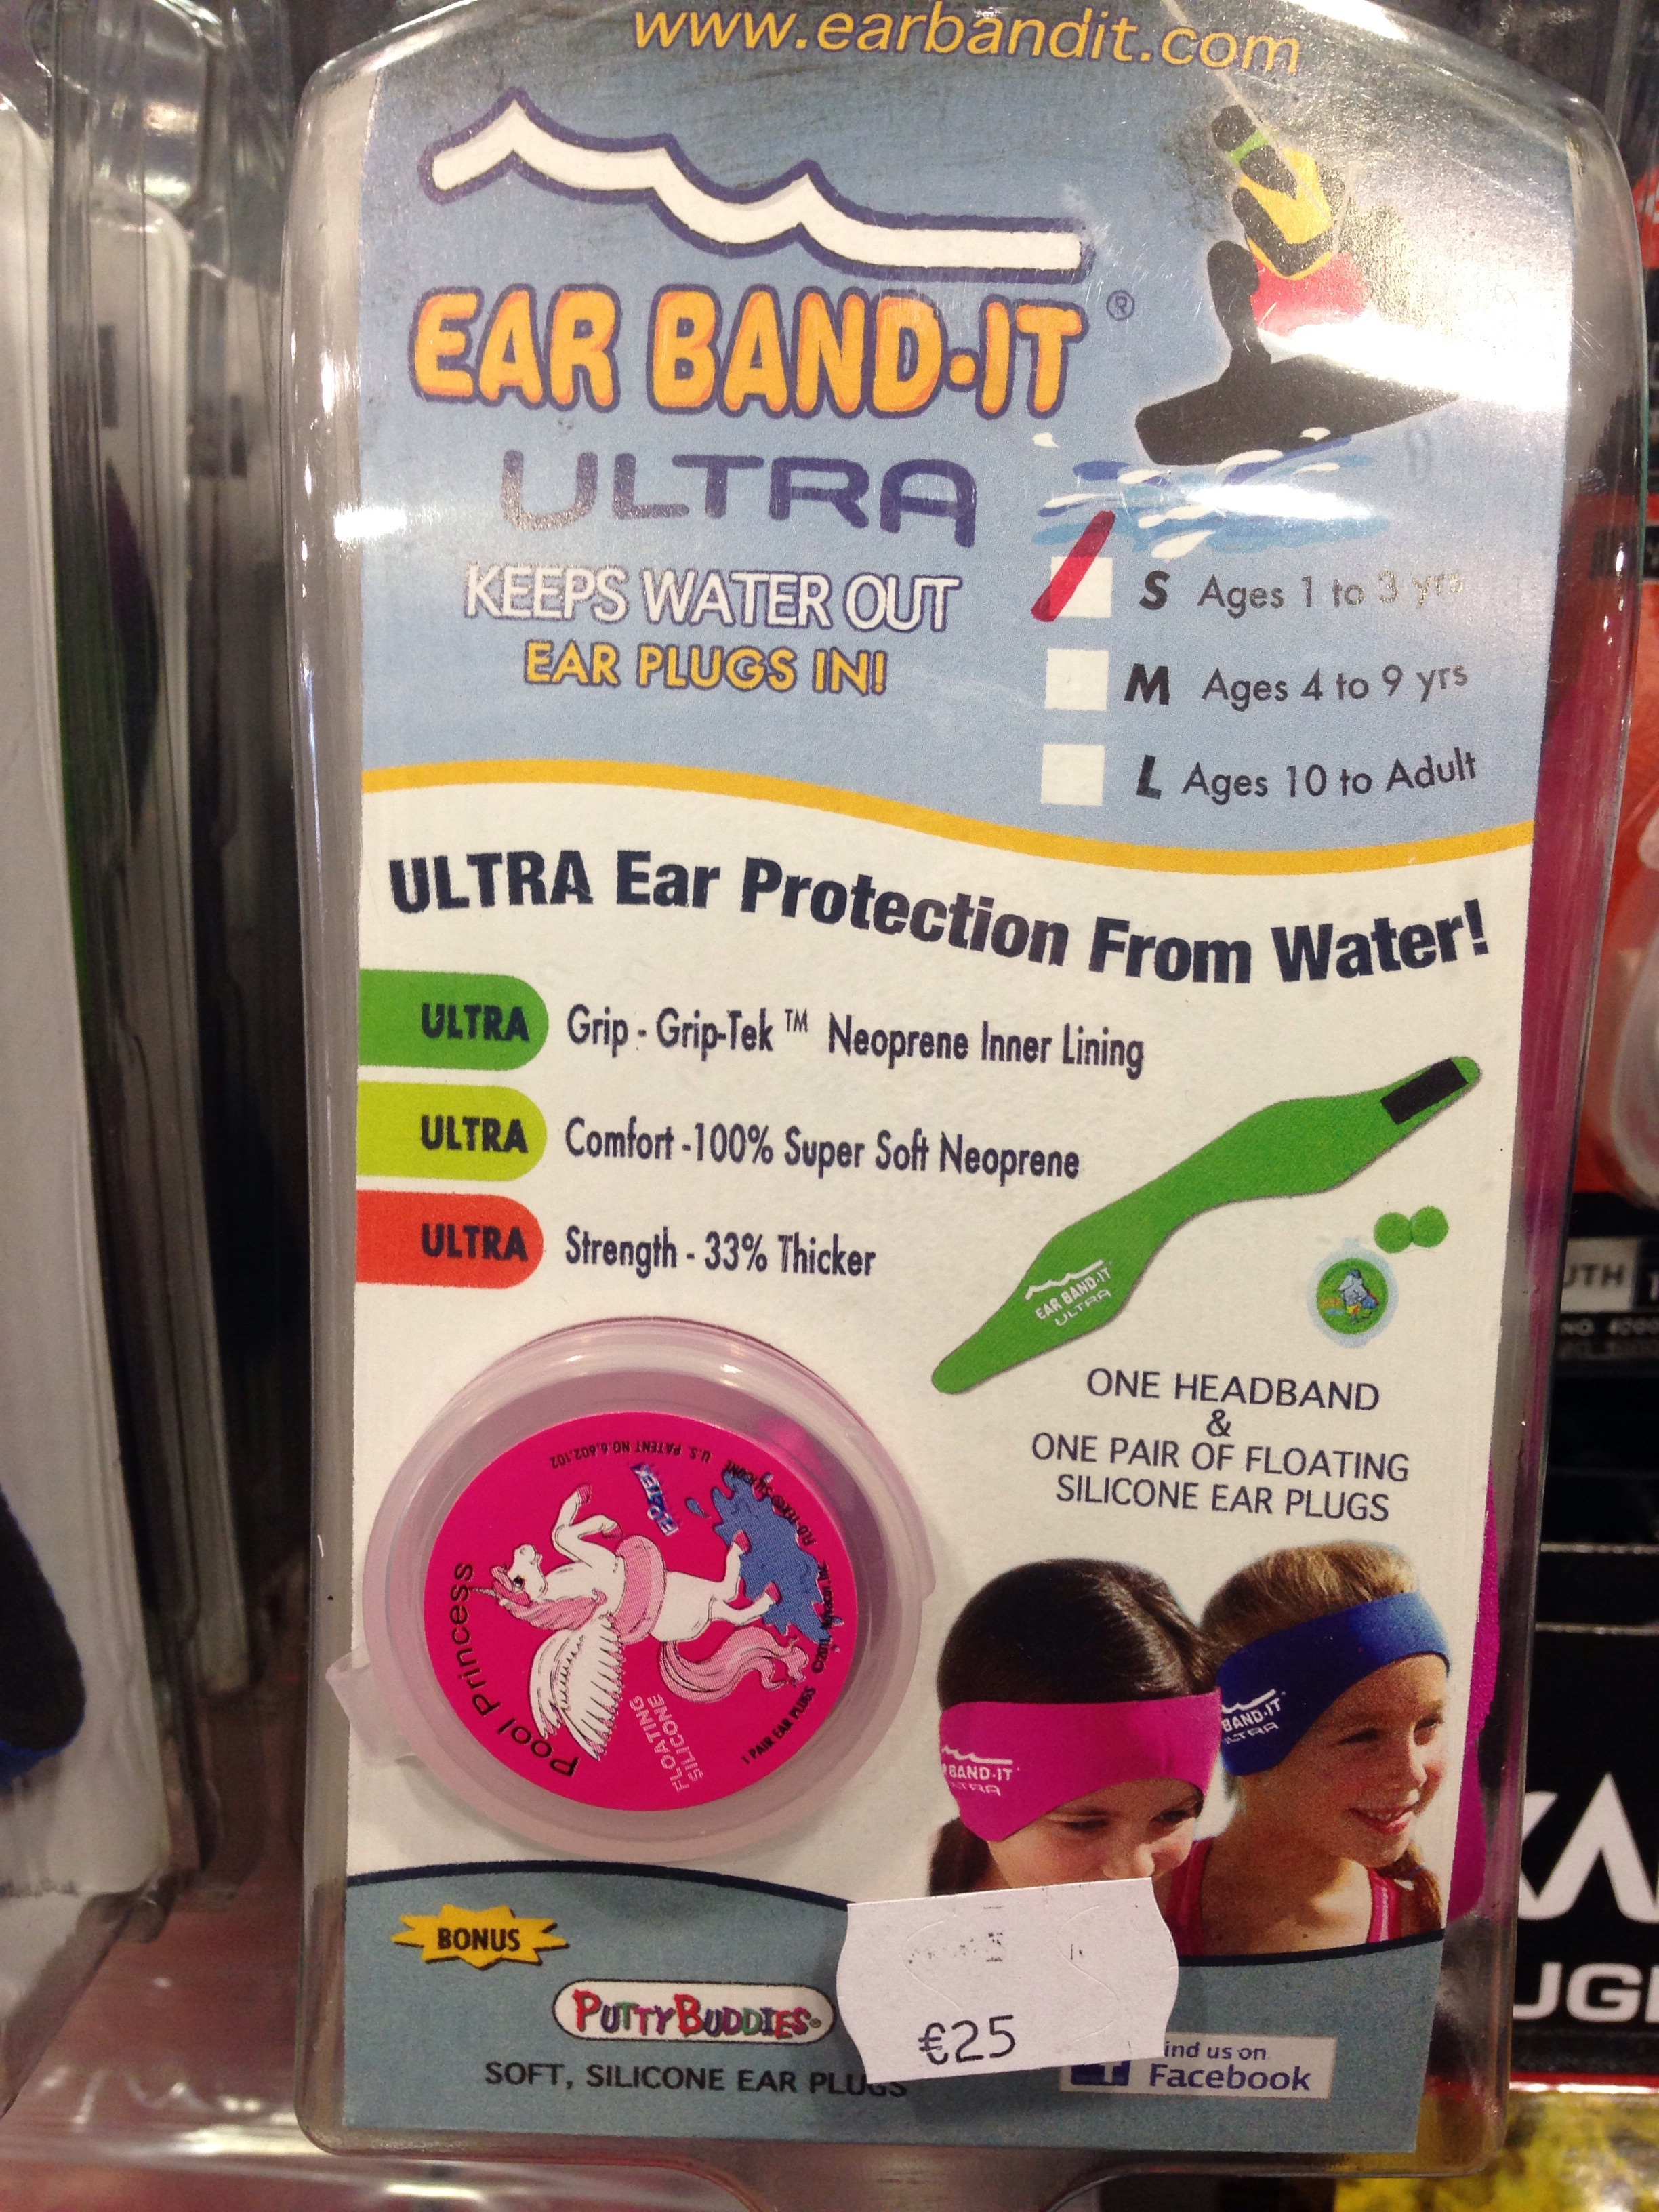 www.earbandit.com
EAR BAND-IT®
ULTRA
KEEPS WATER OUT
EAR PLUGS IN!
S Ages 1 to 3 yrs
M Ages 4 to 9 yrs
L Ages 10 to Adult
ULTRA Ear Protection From Water!
ULTRA Grip - Grip-Tek™ Neoprene Inner Lining
ULTRA Comfort -100% Super Soft Neoprene
ULTRA Strength - 33% Thicker
EAR BAND-IT
ULTRA
ONE HEADBAND
&
ONE PAIR OF FLOATING
SILICONE EAR PLUGS
U.S. PATENT NO.6,602,102
Pool Princess
FLOATING
SILICONE
1 PAIR EAR PLUGS
BAND-IT
BAND-IT
BONUS
PUTTYBUDDIES®
SOFT, SILICONE EAR PLUGS
€25
ind us on
Facebook
UTH
UG